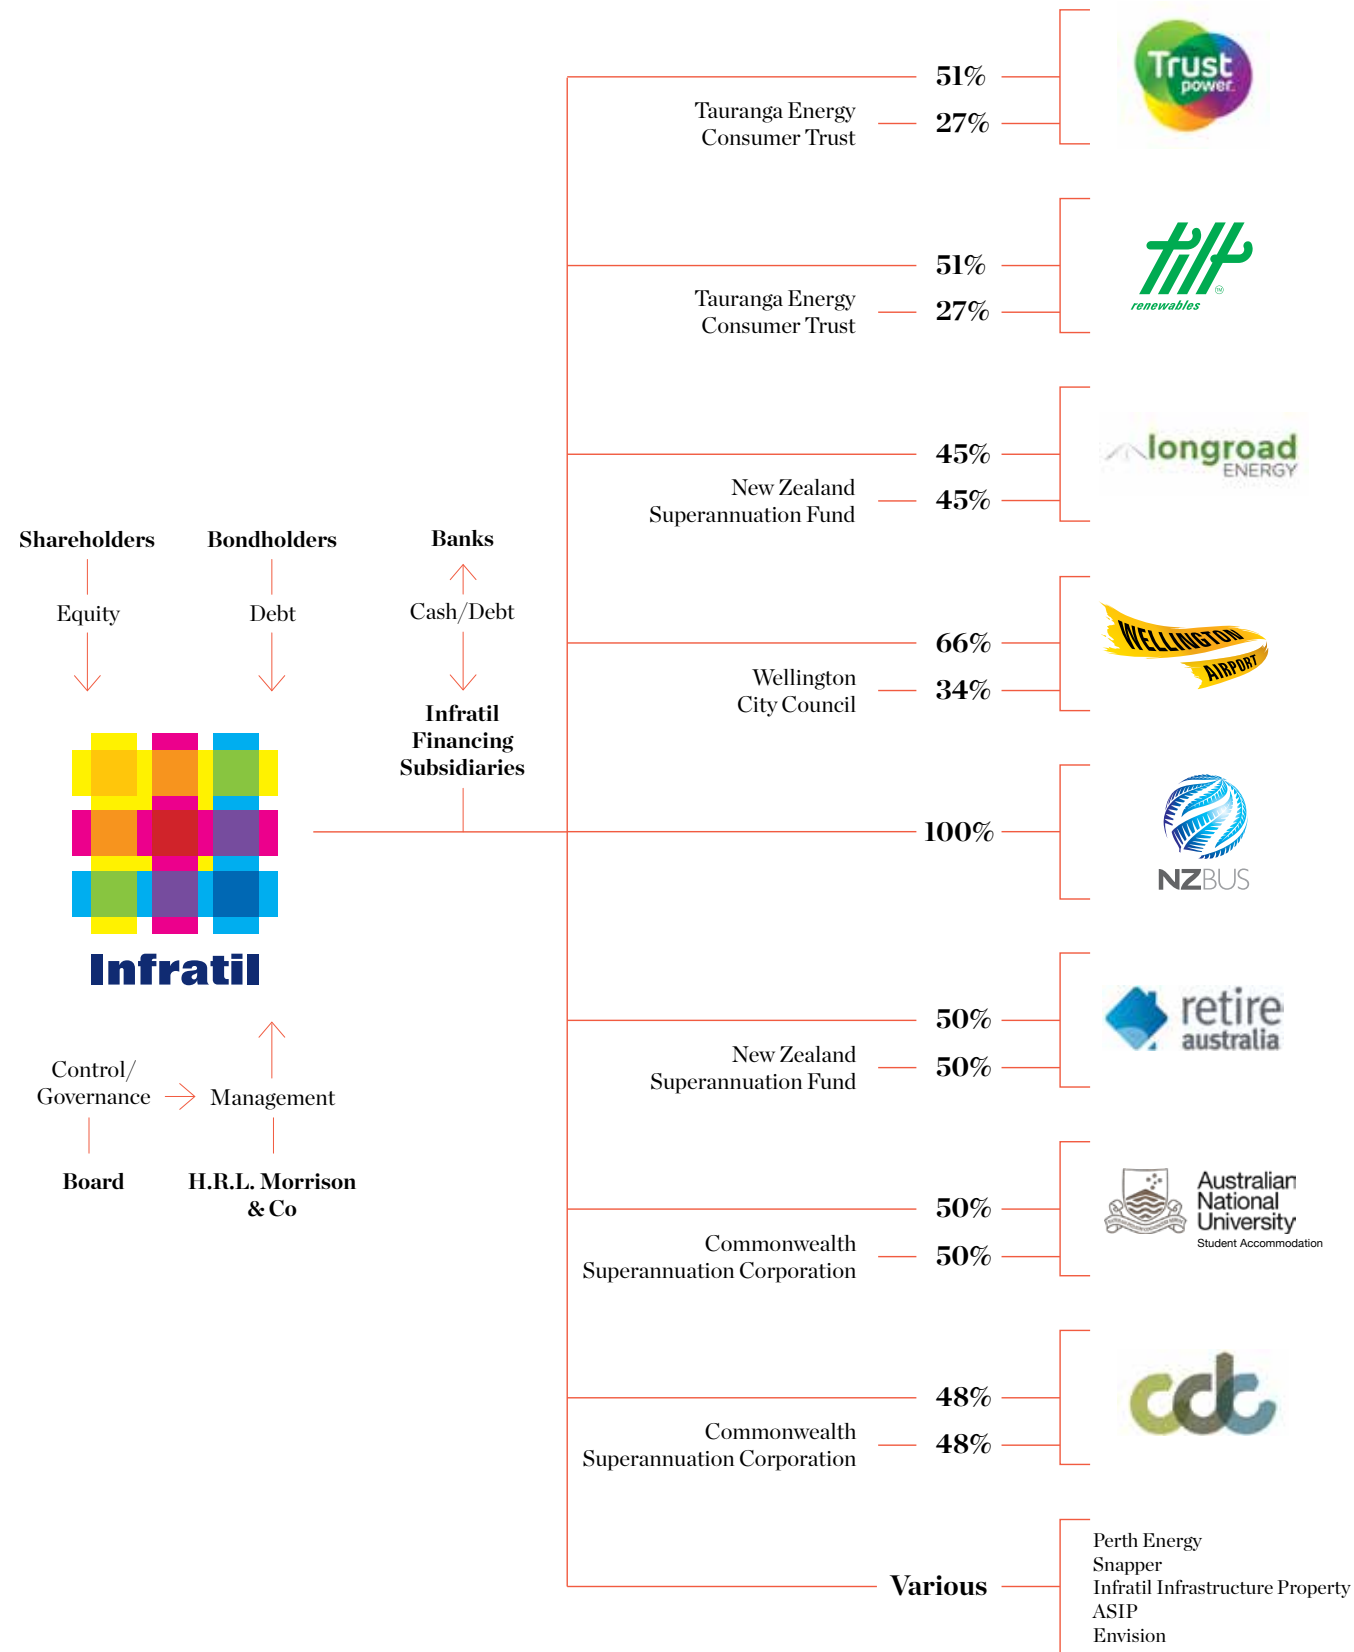 Shareholders
Equity
Bondholders
Debt
Banks
Cash/Debt
Infratil
Financing
Subsidiaries
Infratil
Control/
Governance
Management
Board
H.R.L. Morrison
& Co
51%
Tauranga Energy
Consumer Trust
27%
Trust
power.
51%
Tauranga Energy
Consumer Trust
27%
tilt
TM
renewables
45%
New Zealand
Superannuation Fund
45%
longroad
ENERGY
66%
Wellington
City Council
34%
WELLINGTON
AIRPORT
100%
NZBUS
50%
New Zealand
Superannuation Fund
50%
retire
australia
50%
Commonwealth
Superannuation Corporation
50%
Australian
National
University
Student Accommodation
48%
Commonwealth
Superannuation Corporation
48%
cdc
Various
Perth Energy
Snapper
Infratil Infrastructure Property
ASIP
Envision